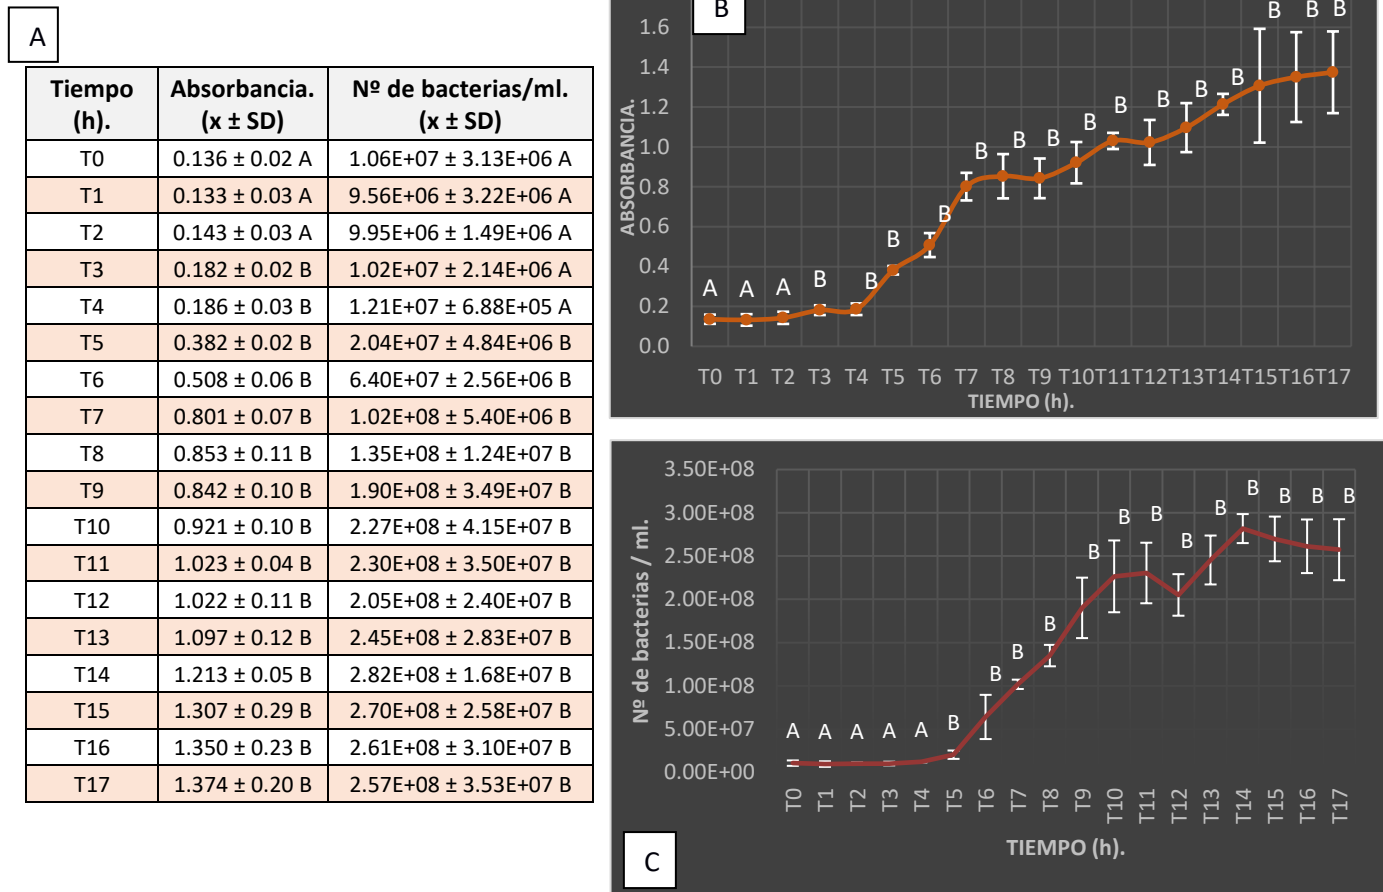 A
Tiempo (h). Absorbancia. (x ± SD) Nº de bacterias/ml. (x ± SD)
T0 0.136 ± 0.02 A 1.06E+07 ± 3.13E+06 A
T1 0.133 ± 0.03 A 9.56E+06 ± 3.22E+06 A
T2 0.143 ± 0.03 A 9.95E+06 ± 1.49E+06 A
T3 0.182 ± 0.02 B 1.02E+07 ± 2.14E+06 A
T4 0.186 ± 0.03 B 1.21E+07 ± 6.88E+05 A
T5 0.382 ± 0.02 B 2.04E+07 ± 4.84E+06 B
T6 0.508 ± 0.06 B 6.40E+07 ± 2.56E+06 B
T7 0.801 ± 0.07 B 1.02E+08 ± 5.40E+06 B
T8 0.853 ± 0.11 B 1.35E+08 ± 1.24E+07 B
T9 0.842 ± 0.10 B 1.90E+08 ± 3.49E+07 B
T10 0.921 ± 0.10 B 2.27E+08 ± 4.15E+07 B
T11 1.023 ± 0.04 B 2.30E+08 ± 3.50E+07 B
T12 1.022 ± 0.11 B 2.05E+08 ± 2.40E+07 B
T13 1.097 ± 0.12 B 2.45E+08 ± 2.83E+07 B
T14 1.213 ± 0.05 B 2.82E+08 ± 1.68E+07 B
T15 1.307 ± 0.29 B 2.70E+08 ± 2.58E+07 B
T16 1.350 ± 0.23 B 2.61E+08 ± 3.10E+07 B
T17 1.374 ± 0.20 B 2.57E+08 ± 3.53E+07 B
B
ABSORBANCIA.
1.6
1.4
1.2
1.0
0.8
0.6
0.4
0.2
0.0
A A A B B B B B B B B B B B B B B B
T0 T1 T2 T3 T4 T5 T6 T7 T8 T9 T10 T11 T12 T13 T14 T15 T16 T17
TIEMPO (h).
Nº de bacterias / ml.
3.50E+08
3.00E+08
2.50E+08
2.00E+08
1.50E+08
1.00E+08
5.00E+07
0.00E+00
A A A A A B B B B B B B B B B B B B
T0 T1 T2 T3 T4 T5 T6 T7 T8 T9 T10 T11 T12 T13 T14 T15 T16 T17
TIEMPO (h).
C